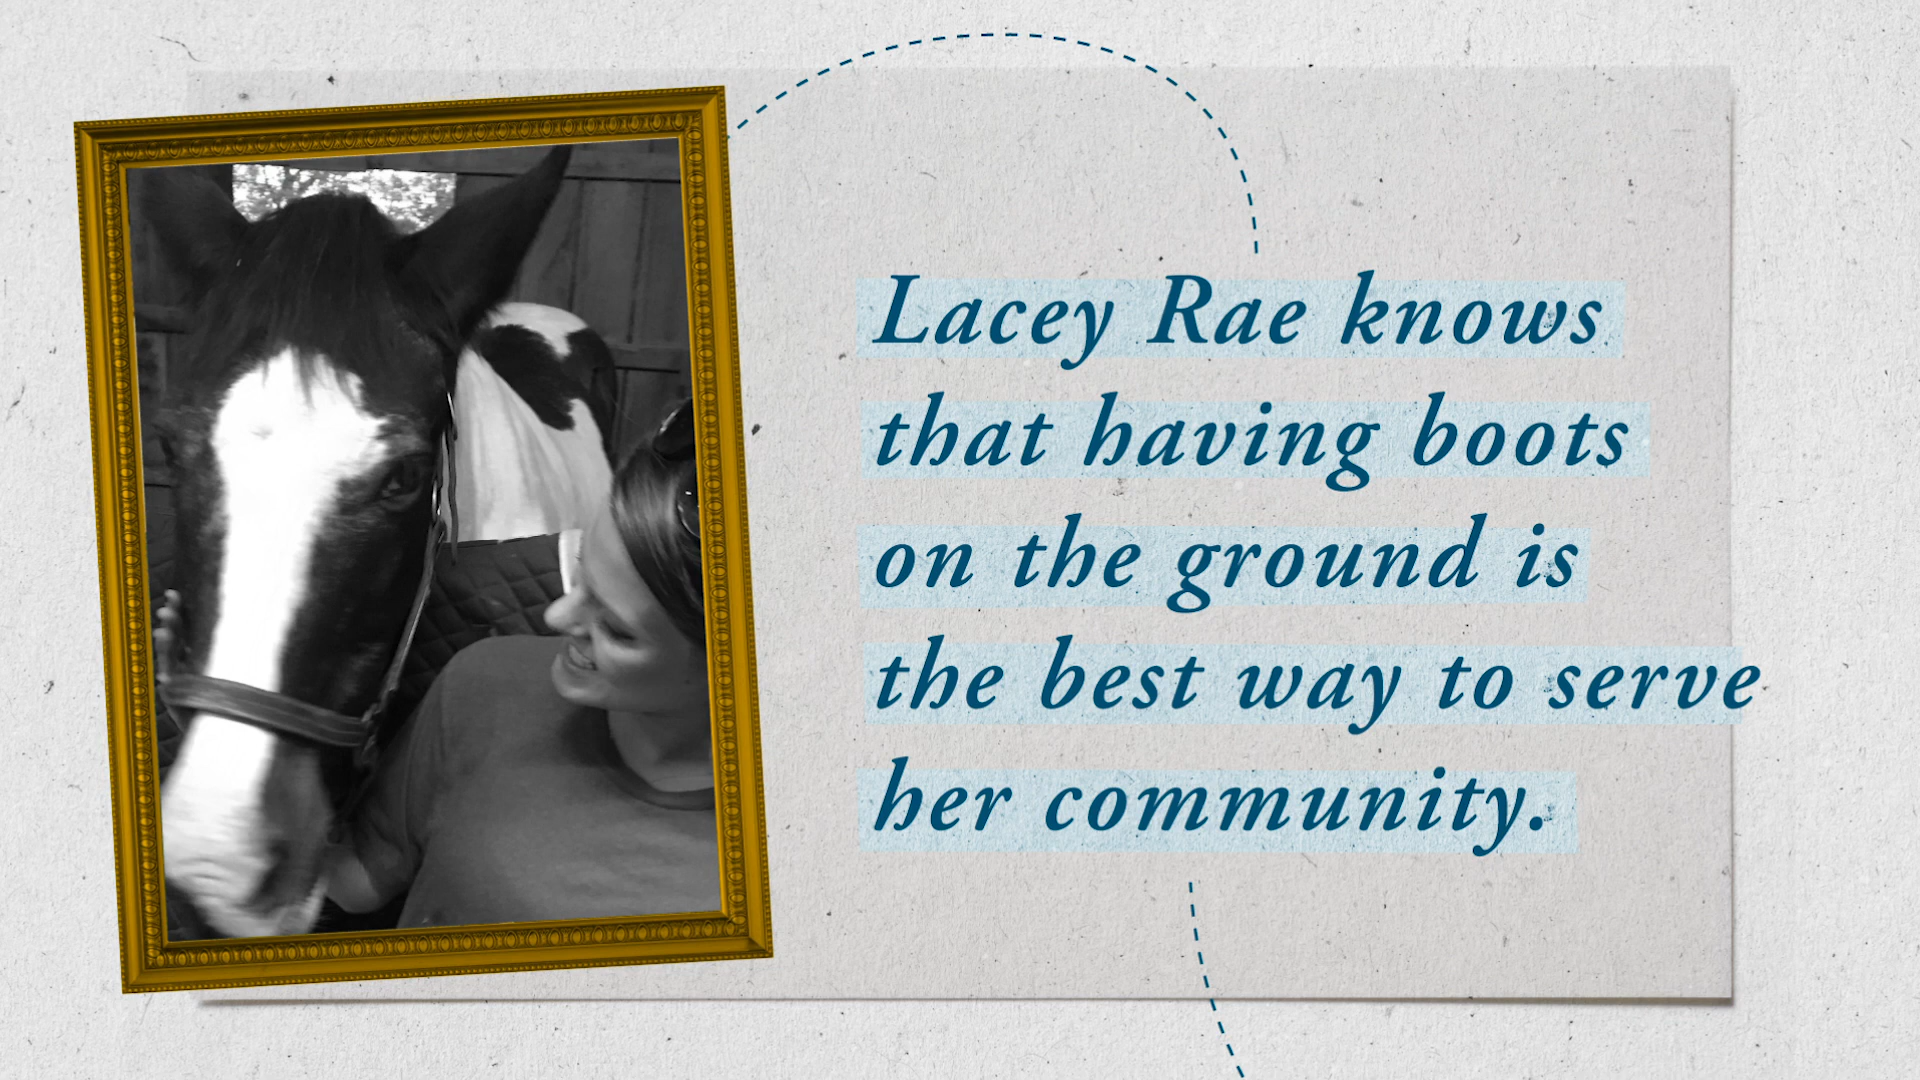 Lacey Rae knows
that having boots
on the ground is
the best way to serve
her community.